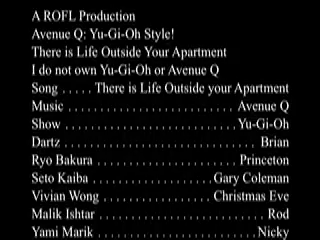 A ROFL Production
Avenue Q: Yu-Gi-Oh Style!
There is Life Outside Your Apartment
I do not own Yu-Gi-Oh or Avenue Q
Song . . . . . There is Life Outside your Apartment
Music . . . . . . . . . . . . . . . . . . . . . . . . . Avenue Q
Show . . . . . . . . . . . . . . . . . . . . . . . . . Yu-Gi-Oh
Dartz . . . . . . . . . . . . . . . . . . . . . . . . . . . . Brian
Ryo Bakura . . . . . . . . . . . . . . . . . . . . Princeton
Seto Kaiba . . . . . . . . . . . . . . . . . . Gary Coleman
Vivian Wong . . . . . . . . . . . . . . . . Christmas Eve
Malik Ishtar . . . . . . . . . . . . . . . . . . . . . . . . Rod
Yami Marik . . . . . . . . . . . . . . . . . . . . . . . Nicky